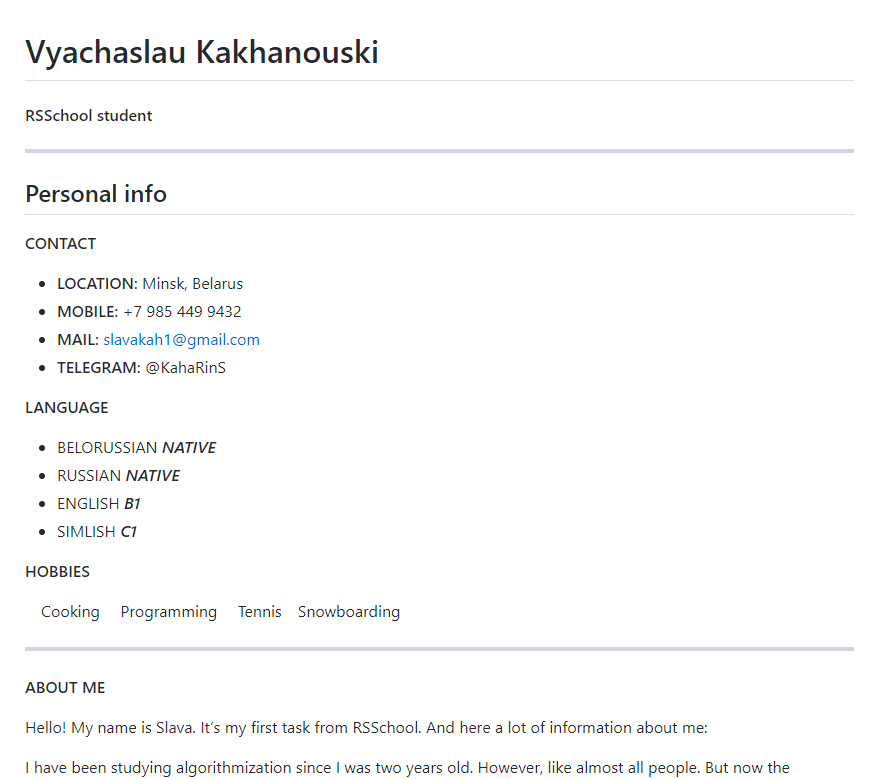 Vyachaslau Kakhanouski
RSSchool student
Personal info
CONTACT
LOCATION: Minsk, Belarus
MOBILE: +7 985 449 9432
MAIL: slavakah1@gmail.com
TELEGRAM: @KahaRinS
LANGUAGE
BELORUSSIAN NATIVE
RUSSIAN NATIVE
ENGLISH B1
SIMLISH C1
HOBBIES
Cooking Programming Tennis Snowboarding
ABOUT ME
Hello! My name is Slava. It's my first task from RSSchool. And here a lot of information about me:
I have been studying algorithmization since I was two years old. However, like almost all people. But now the